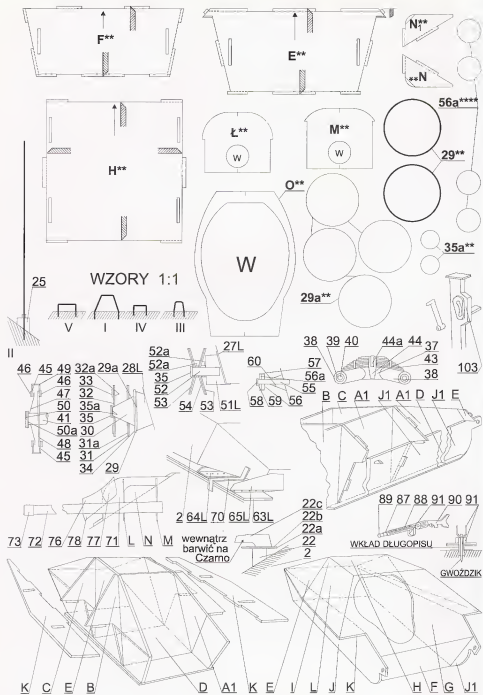 F**
E**
N**
**N
56a****
H**
Ł**
W
M**
W
O**
29**
W
35a**
29a**
WZORY 1:1
25
V I IV III
II
103
46 45 49 32a 29a 28L
46 33
47 32
50 35a
41 35
50a 30
48 31a
45 31
34 29
52a 27L
52a
35
52
53
54 53 51L
60 57
56a
55
58 59 56
38 39 40 44a 44 37
43
38
B C A1 J1 A1 D J1 E
73 72 76 78 77 71 L N M
2 64L 70 65L 63L
wewnątrz
barwić na
Czarno
22c
22b
22a
22
2
89 87 88 91 90 91
WKŁAD DŁUGOPISU
GWOŹDZIK
K C E B D A1 K E I L J K H F G J1